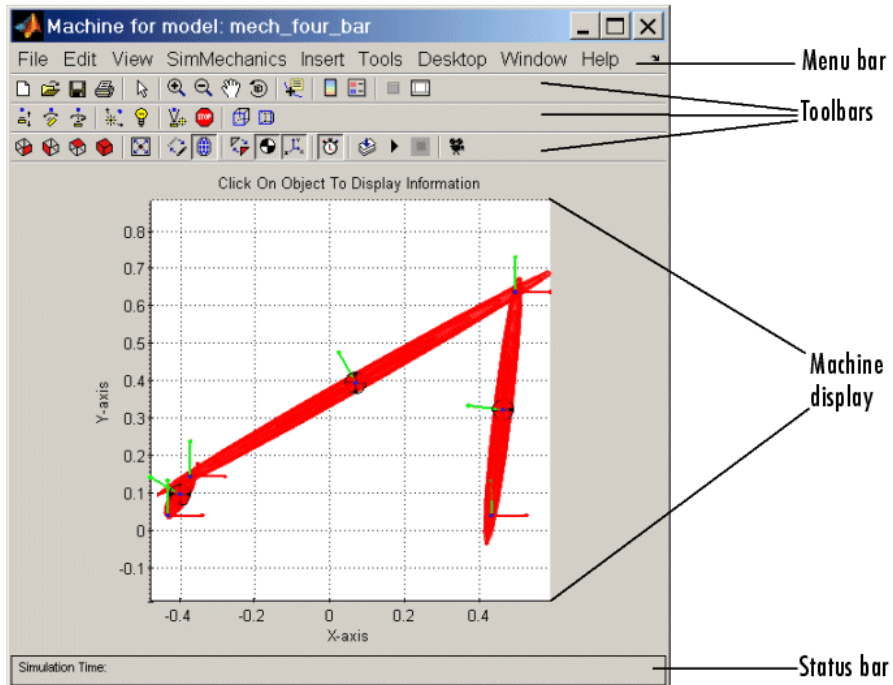 Machine for model: mech_four_bar
File Edit View SimMechanics Insert Tools Desktop Window Help
Menu bar
STOP
Toolbars
Click On Object To Display Information
0.8
0.7
0.6
0.5
0.4
0.3
0.2
0.1
0
-0.1
Y-axis
-0.4 -0.2 0 0.2 0.4
X-axis
Machine
display
Simulation Time:
Status bar